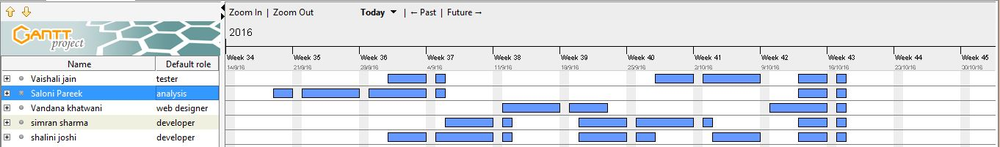 Zoom In | Zoom Out Today ▼ | ← Past | Future →
2016
GANTT
project
Week 34 Week 35 Week 36 Week 37 Week 38 Week 39 Week 40 Week 41 Week 42 Week 43 Week 44 Week 45
14/8/16 21/8/16 28/8/16 4/9/16 11/9/16 18/9/16 25/9/16 2/10/16 9/10/16 16/10/16 23/10/16 30/10/16
Name Default role
Vaishali jain tester
Saloni Pareek analysis
Vandana khatwani web designer
simran sharma developer
shalini joshi developer